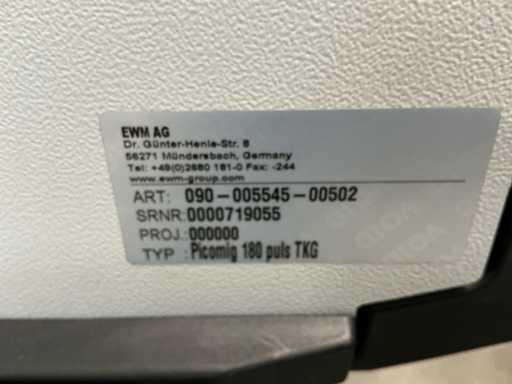 EWM AG
Dr. Günter-Henle-Str. 8
56271 Mündersbach, Germany
Tel: +49(0)2680 181-0 Fax: -244
www.ewm-group.com
ART: 090-005545-00502
SRNR:0000719055
PROJ.:000000
TYP :Picomig 180 puls TKG